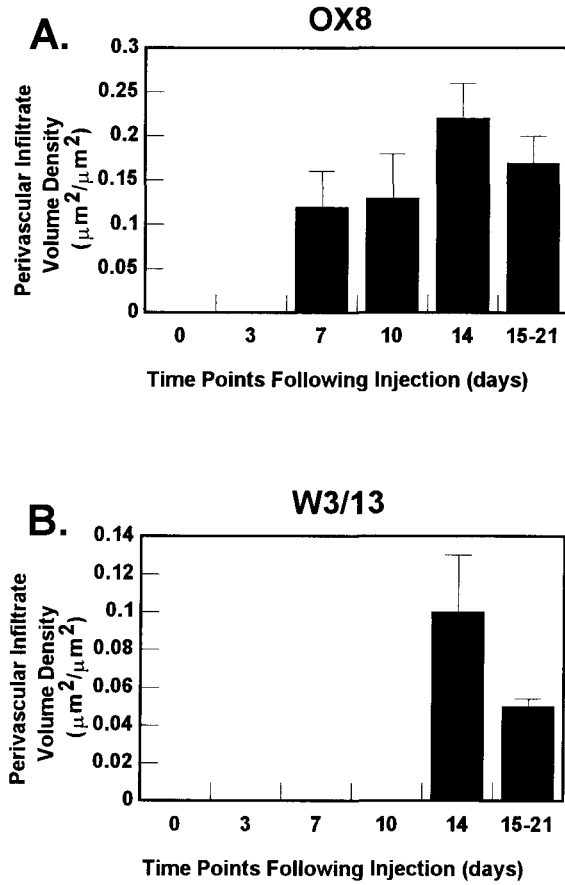 A.
OX8
Perivascular Infiltrate
Volume Density
(μm²/μm²)
0.3
0.25
0.2
0.15
0.1
0.05
0
0 3 7 10 14 15-21
Time Points Following Injection (days)
B.
W3/13
Perivascular Infiltrate
Volume Density
(μm²/μm²)
0.14
0.12
0.1
0.08
0.06
0.04
0.02
0
0 3 7 10 14 15-21
Time Points Following Injection (days)